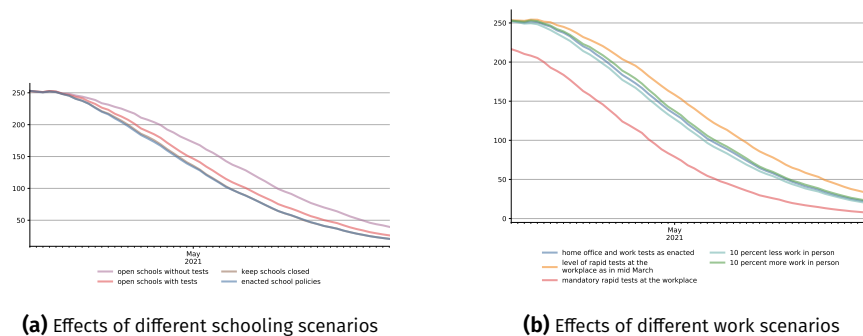 250
200
150
100
50
May
2021
open schools without tests
open schools with tests
keep schools closed
enacted school policies
(a) Effects of different schooling scenarios
250
200
150
100
50
0
May
2021
home office and work tests as enacted
level of rapid tests at the
workplace as in mid March
mandatory rapid tests at the workplace
10 percent less work in person
10 percent more work in person
(b) Effects of different work scenarios